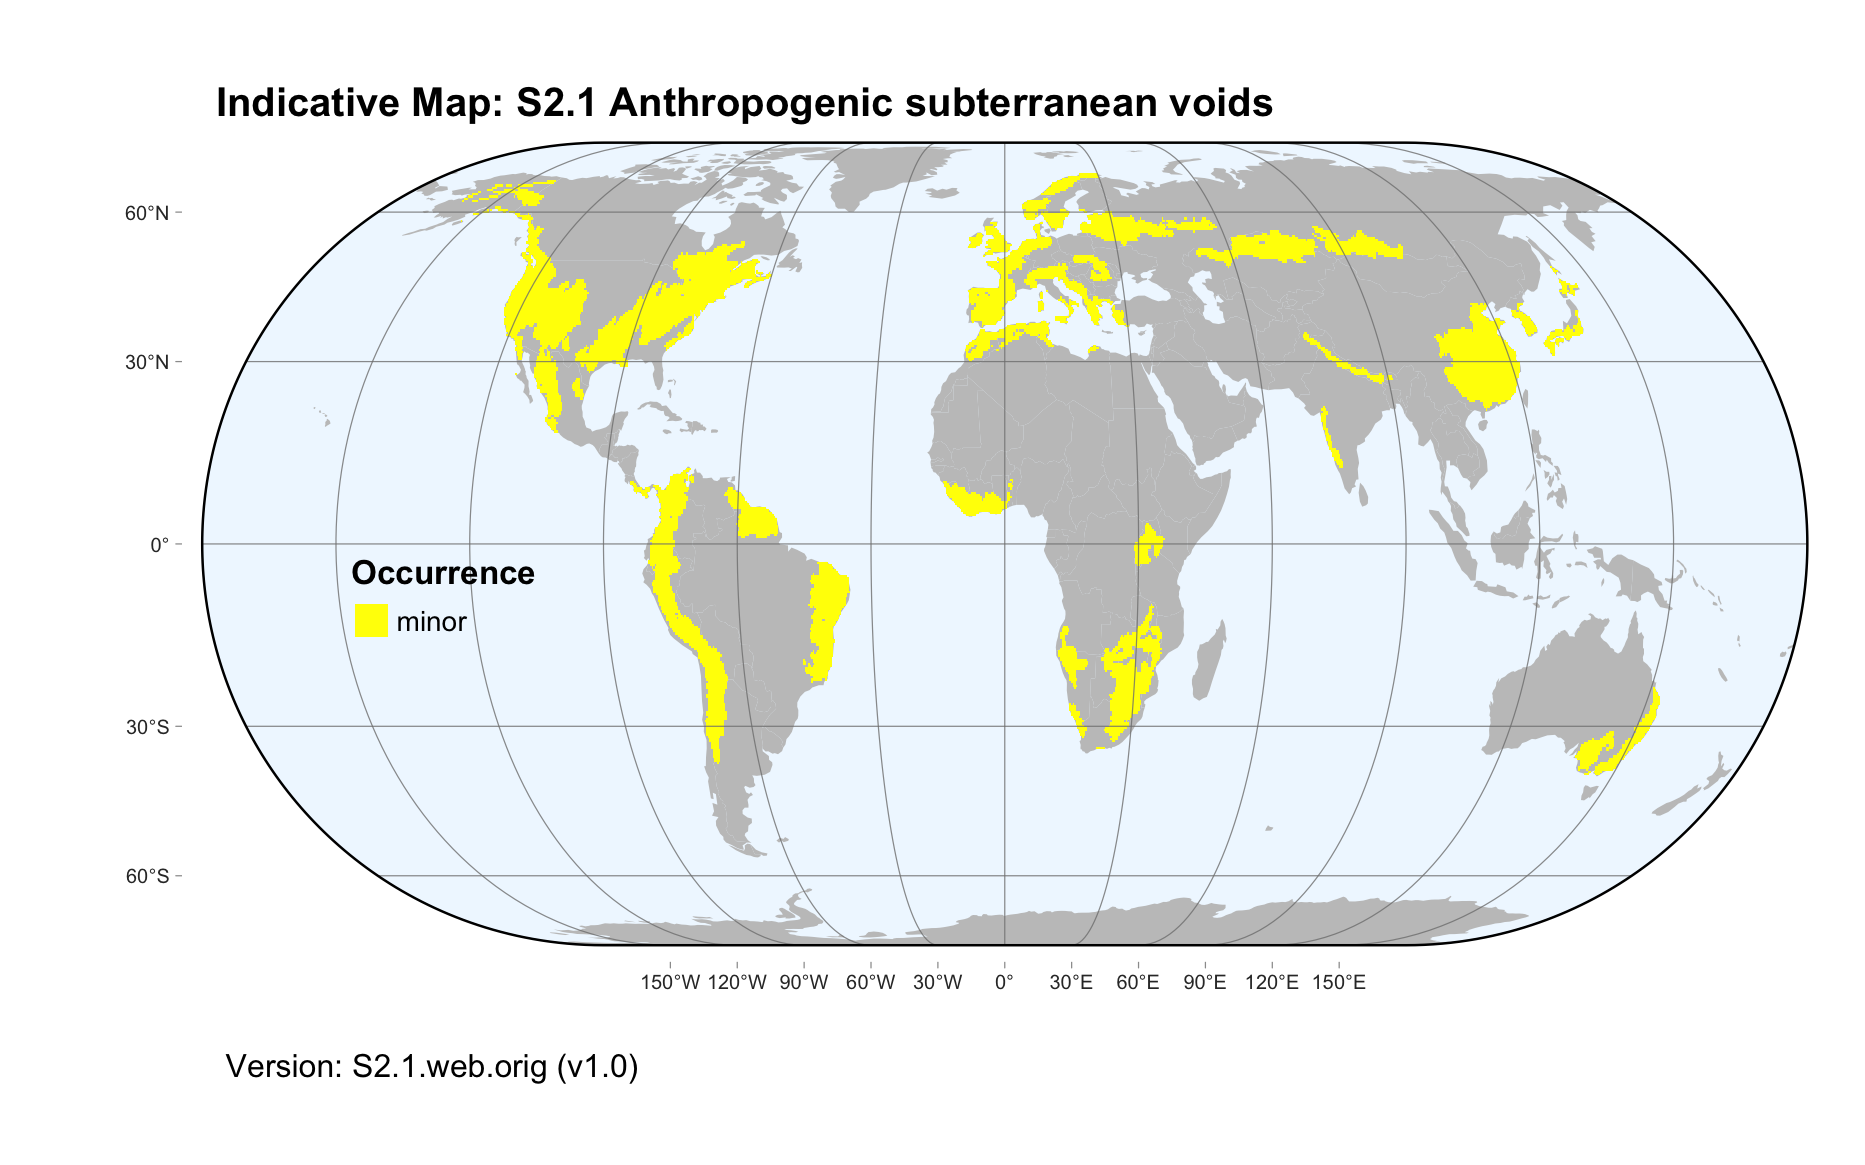 Indicative Map: S2.1 Anthropogenic subterranean voids
60°N
30°N
0°
30°S
60°S
Occurrence
minor
150°W 120°W 90°W 60°W 30°W 0° 30°E 60°E 90°E 120°E 150°E
Version: S2.1.web.orig (v1.0)